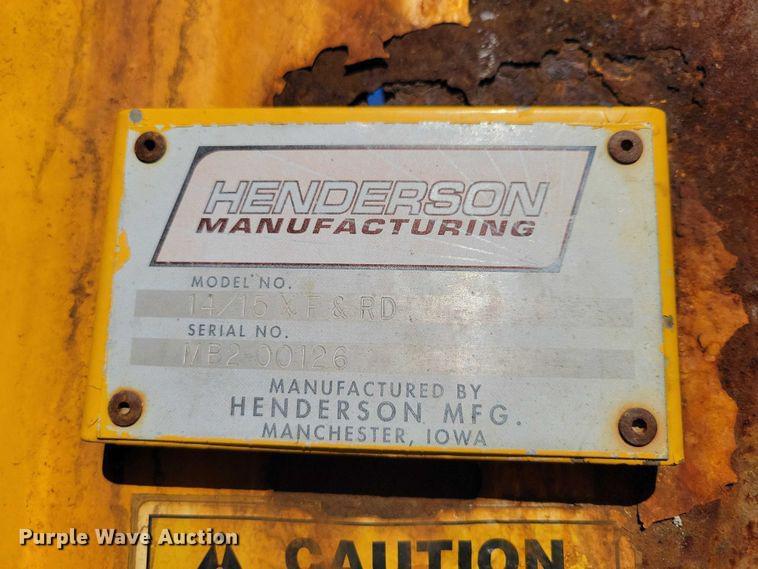 HENDERSON
MANUFACTURING
MODEL NO.
14/16 X F & RD
SERIAL NO.
MB2-00126
MANUFACTURED BY
HENDERSON MFG.
MANCHESTER, IOWA
CAUTION
Purple Wave Auction